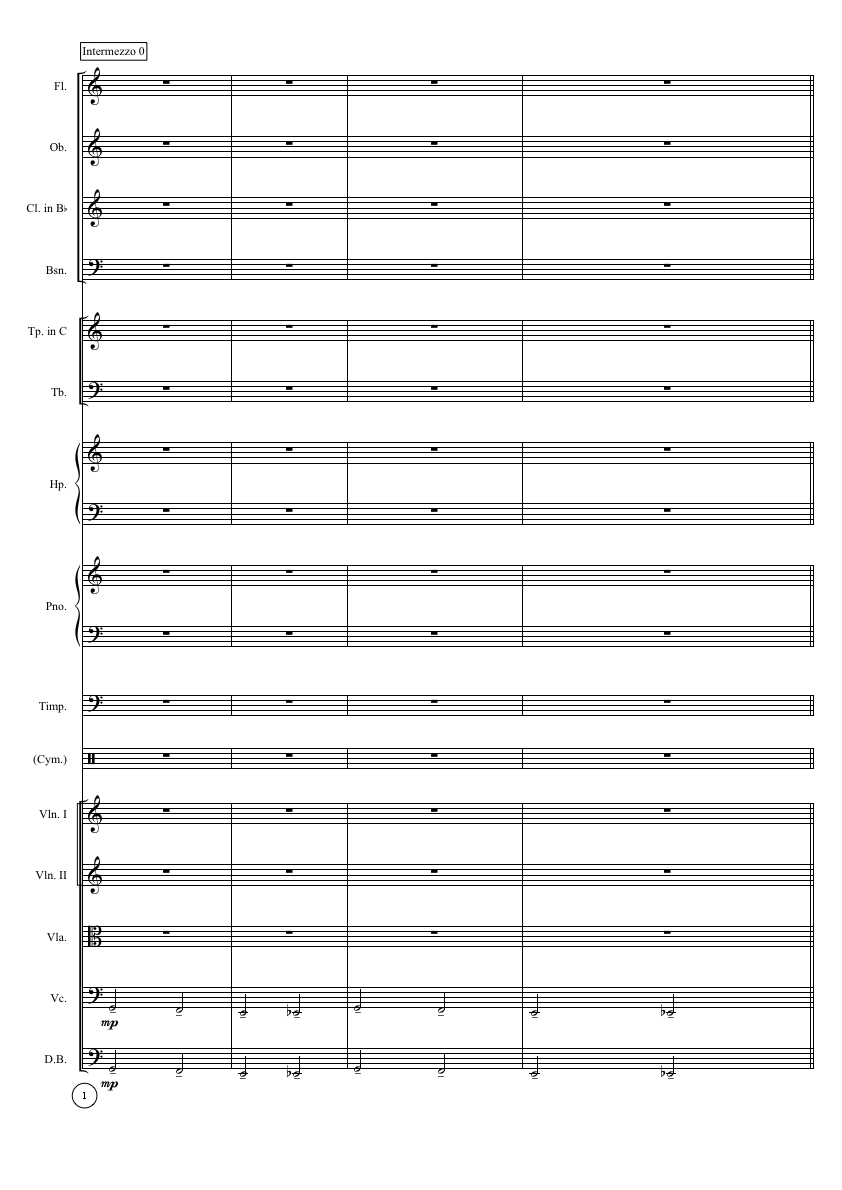 Intermezzo 0
Fl.
Ob.
Cl. in B♭
Bsn.
Tp. in C
Tb.
Hp.
Pno.
Timp.
(Cym.)
Vln. I
Vln. II
Vla.
Vc.
mp
D.B.
mp
1